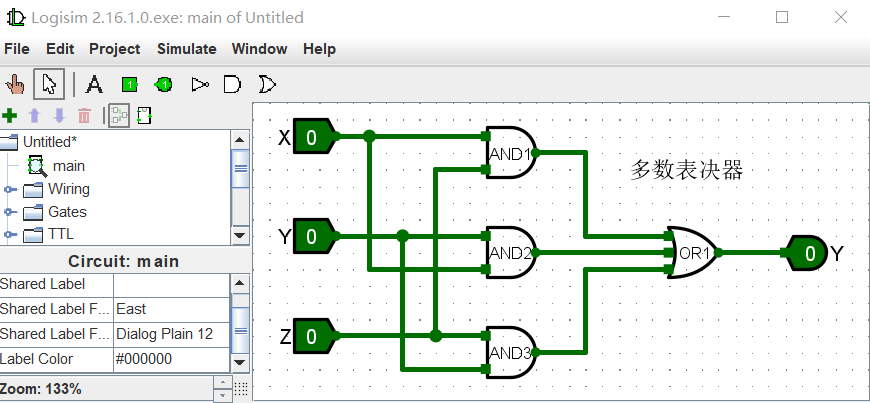 Logisim 2.16.1.0.exe: main of Untitled
File Edit Project Simulate Window Help
Untitled*
main
Wiring
Gates
TTL
Circuit: main
Shared Label
Shared Label F... East
Shared Label F... Dialog Plain 12
Label Color #000000
Zoom: 133%
X 0
AND1
多数表决器
Y 0
AND2
OR1
0 Y
Z 0
AND3